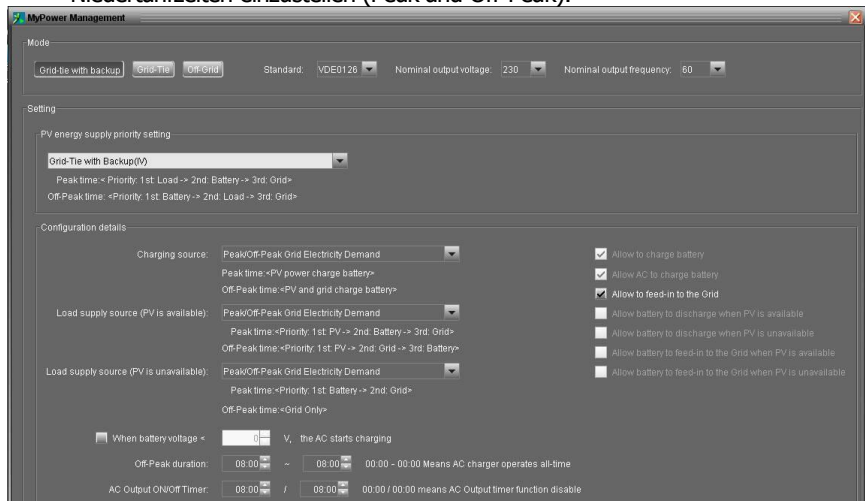 Niedertarifzeiten einzustellen (Peak and Off-Peak).
MyPower Management
Mode
Grid-tie with backup Grid-Tie Off-Grid Standard: VDE0126 Nominal output voltage: 230 Nominal output frequency: 60
Setting
PV energy supply priority setting
Grid-Tie with Backup(IV)
Peak time:< Priority: 1st: Load -> 2nd: Battery -> 3rd: Grid>
Off-Peak time: <Priority: 1st: Battery -> 2nd: Load -> 3rd: Grid>
Configuration details
Charging source: Peak/Off-Peak Grid Electricity Demand
Peak time:<PV power charge battery>
Off-Peak time:<PV and grid charge battery>
Load supply source (PV is available): Peak/Off-Peak Grid Electricity Demand
Peak time:<Priority: 1st: PV -> 2nd: Battery -> 3rd: Grid>
Off-Peak time:<Priority: 1st: PV -> 2nd: Grid -> 3rd: Battery>
Load supply source (PV is unavailable): Peak/Off-Peak Grid Electricity Demand
Peak time:<Priority: 1st: Battery -> 2nd: Grid>
Off-Peak time:<Grid Only>
Allow to charge battery
Allow AC to charge battery
Allow to feed-in to the Grid
Allow battery to discharge when PV is available
Allow battery to discharge when PV is unavailable
Allow battery to feed-in to the Grid when PV is available
Allow battery to feed-in to the Grid when PV is unavailable
When battery voltage < 0 V, the AC starts charging
Off-Peak duration: 08:00 ~ 08:00 00:00 - 00:00 Means AC charger operates all-time
AC Output ON/Off Timer: 08:00 / 08:00 00:00 / 00:00 means AC Output timer function disable